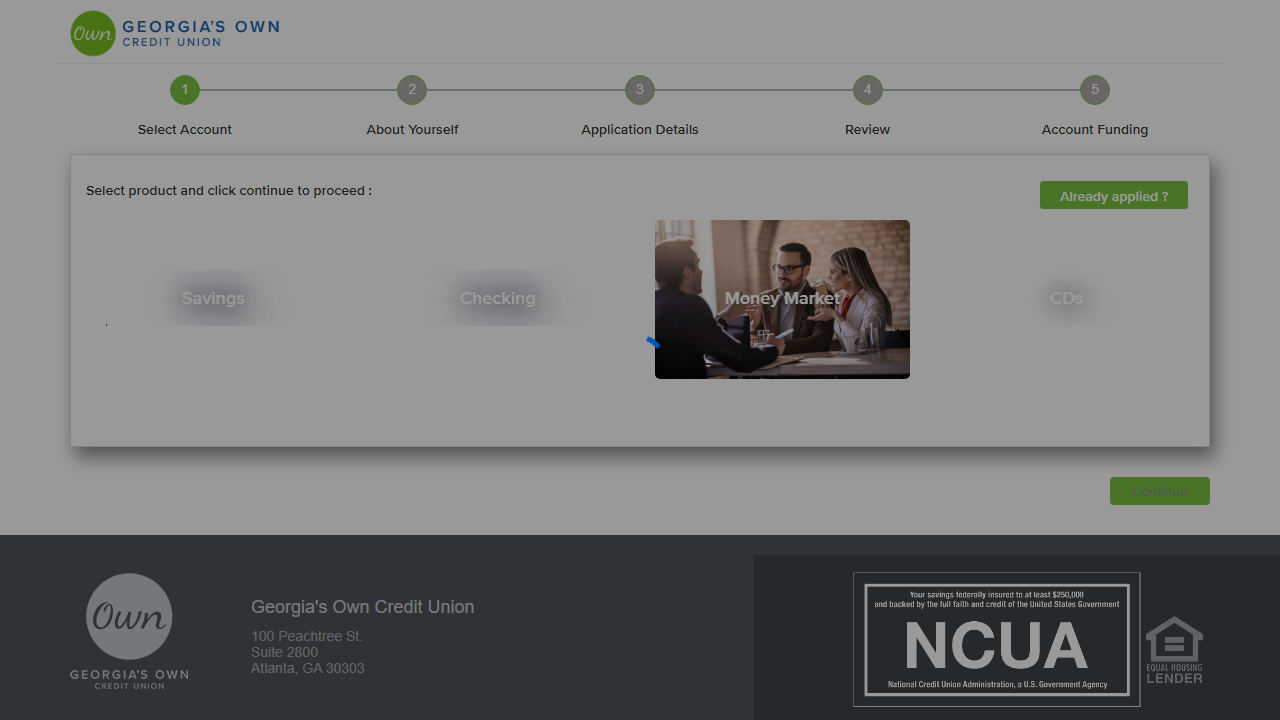 Own
GEORGIA'S OWN
CREDIT UNION
1
2
3
4
5
Select Account
About Yourself
Application Details
Review
Account Funding
Select product and click continue to proceed :
Already applied ?
Savings
Checking
Money Market
CDs
Continue
Own
GEORGIA'S OWN
CREDIT UNION
Georgia's Own Credit Union
100 Peachtree St.
Suite 2800
Atlanta, GA 30303
Your savings federally insured to at least $250,000
and backed by the full faith and credit of the United States Government
NCUA
National Credit Union Administration, a U.S. Government Agency
EQUAL HOUSING
LENDER